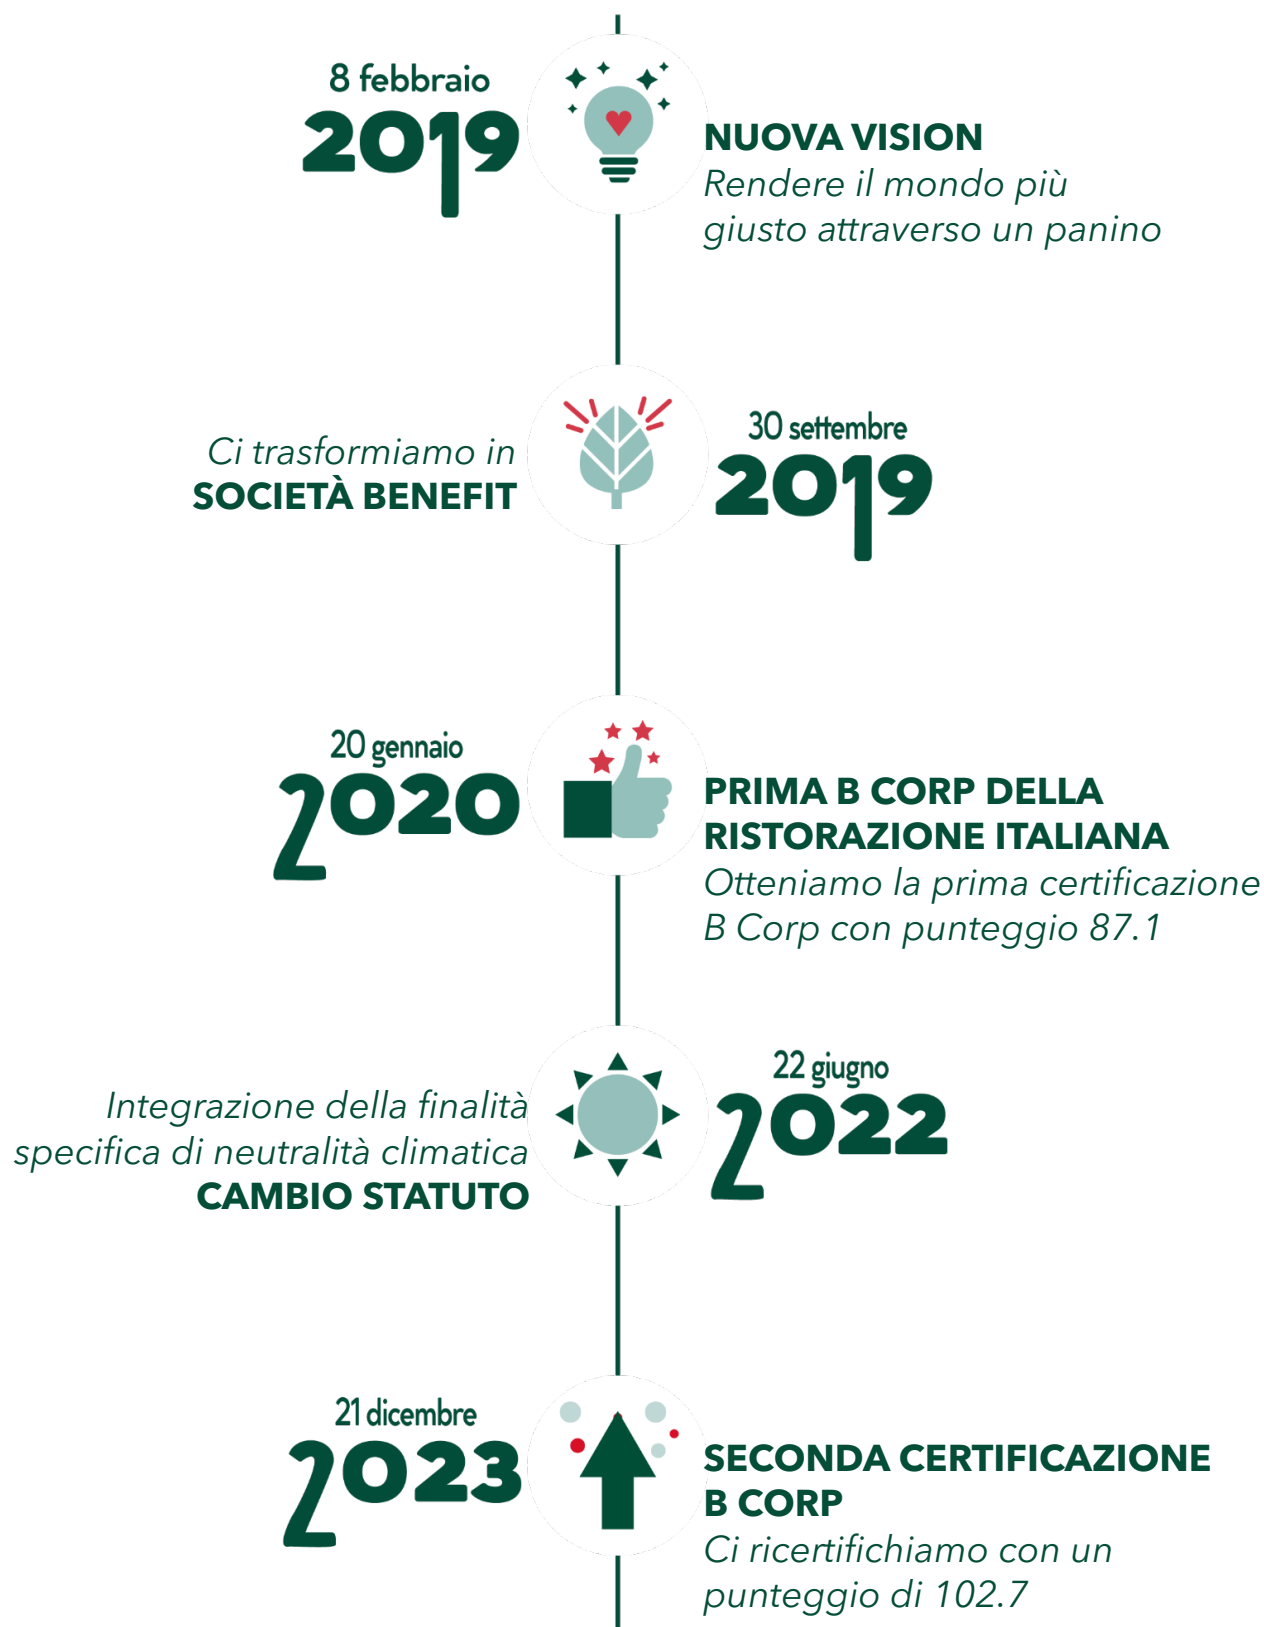 8 febbraio
2019
NUOVA VISION
Rendere il mondo più
giusto attraverso un panino
Ci trasformiamo in
SOCIETÀ BENEFIT
30 settembre
2019
20 gennaio
2020
PRIMA B CORP DELLA
RISTORAZIONE ITALIANA
Otteniamo la prima certificazione
B Corp con punteggio 87.1
Integrazione della finalità
specifica di neutralità climatica
CAMBIO STATUTO
22 giugno
2022
21 dicembre
2023
SECONDA CERTIFICAZIONE
B CORP
Ci ricertifichiamo con un
punteggio di 102.7